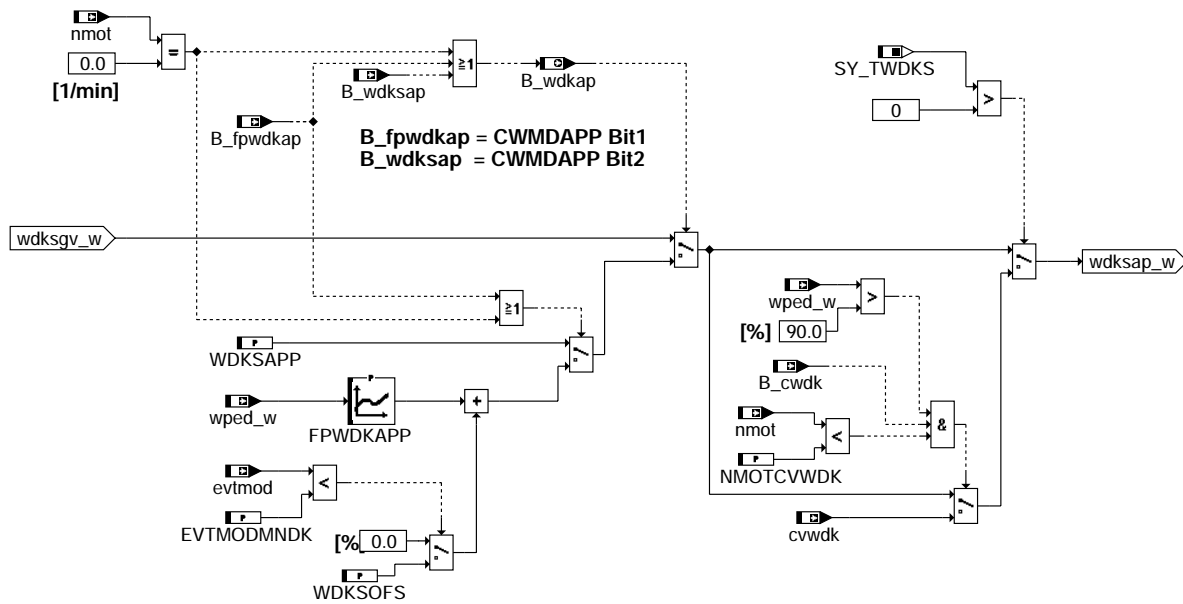 nmot
0.0
=
[1/min]
≥1
B_wdksap
B_wdkap
B_fpwdkap
B_fpwdkap = CWMDAPP Bit1
B_wdksap = CWMDAPP Bit2
SY_TWDKS
0
>
wdksgv_w
wdksap_w
≥1
WDKSAPP
P
wped_w
P
FPWDKAPP
+
evtmod
<
P
EVTMODMNDK
[%
0.0
P
WDKSOFS
wped_w
>
[%]
90.0
B_cwdk
nmot
<
&
P
NMOTCVWDK
cvwdk